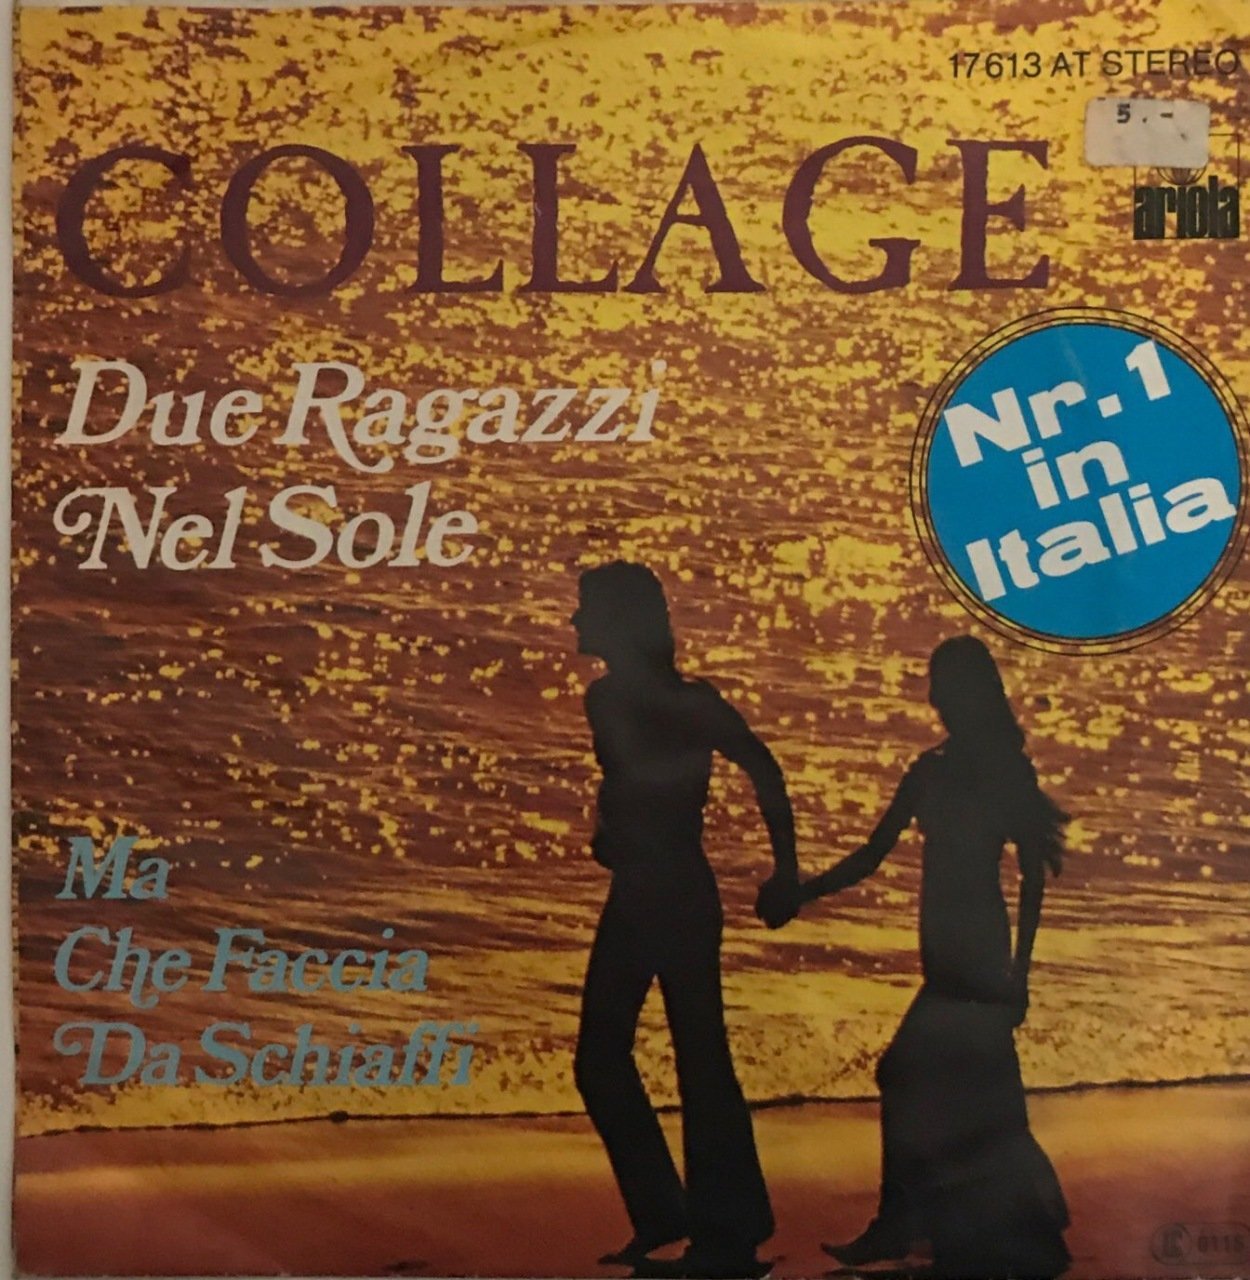 17613 AT STEREO
5.-
COLLAGE
ariola
Due Ragazzi
Nel Sole
Nr. 1
in
Italia
Ma
Che Faccia
Da Schiaffi
0115